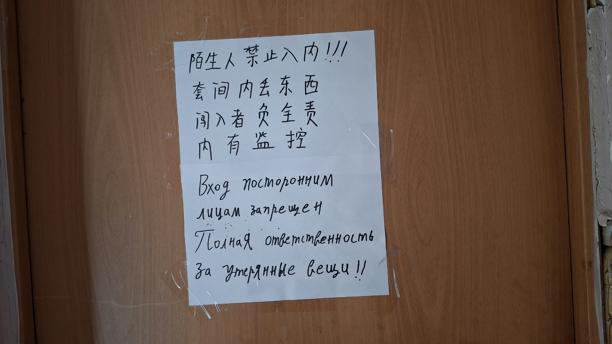 陌生人禁止入内!!!
套间内丢东西
闯入者负全责
内有监控
Вход посторонним
лицам запрещен
Полная ответственность
за утерянные вещи!!